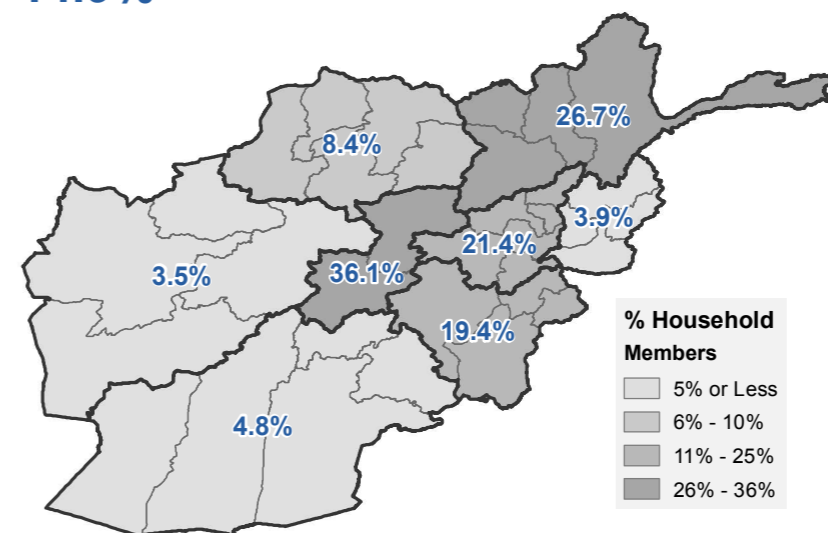 26.7%
8.4%
3.9%
21.4%
3.5%
36.1%
19.4%
4.8%
% Household
Members
5% or Less
6% - 10%
11% - 25%
26% - 36%